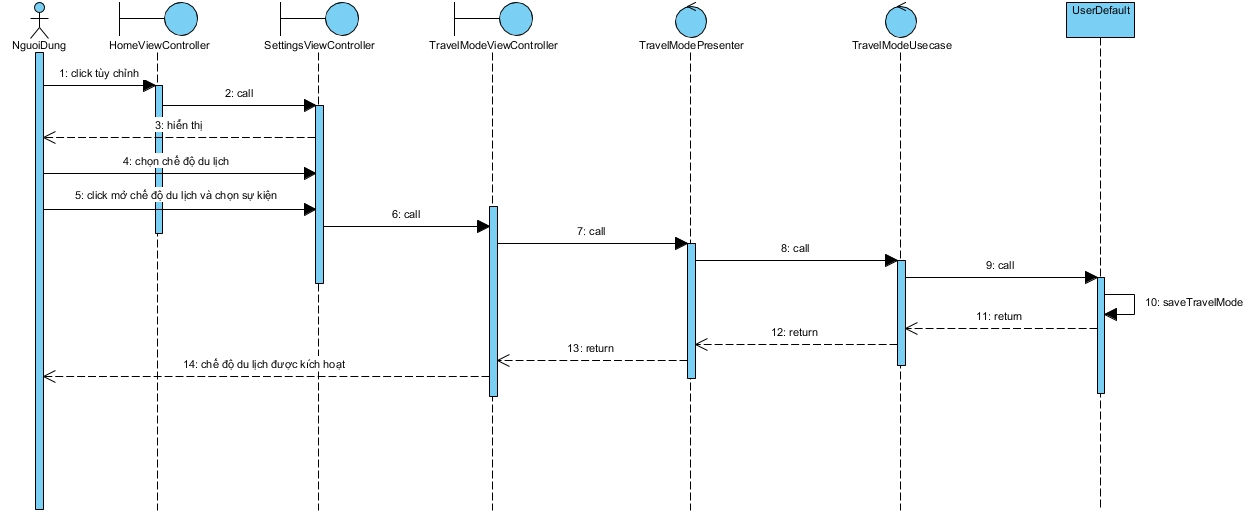 UserDefault
NguoiDung
HomeViewController
SettingsViewController
TravelModeViewController
TravelModePresenter
TravelModeUsecase
1: click tùy chỉnh
2: call
3: hiển thị
4: chọn chế độ du lịch
5: click mở chế độ du lịch và chọn sự kiện
6: call
7: call
8: call
9: call
10: saveTravelMode
11: return
12: return
13: return
14: chế độ du lịch được kích hoạt